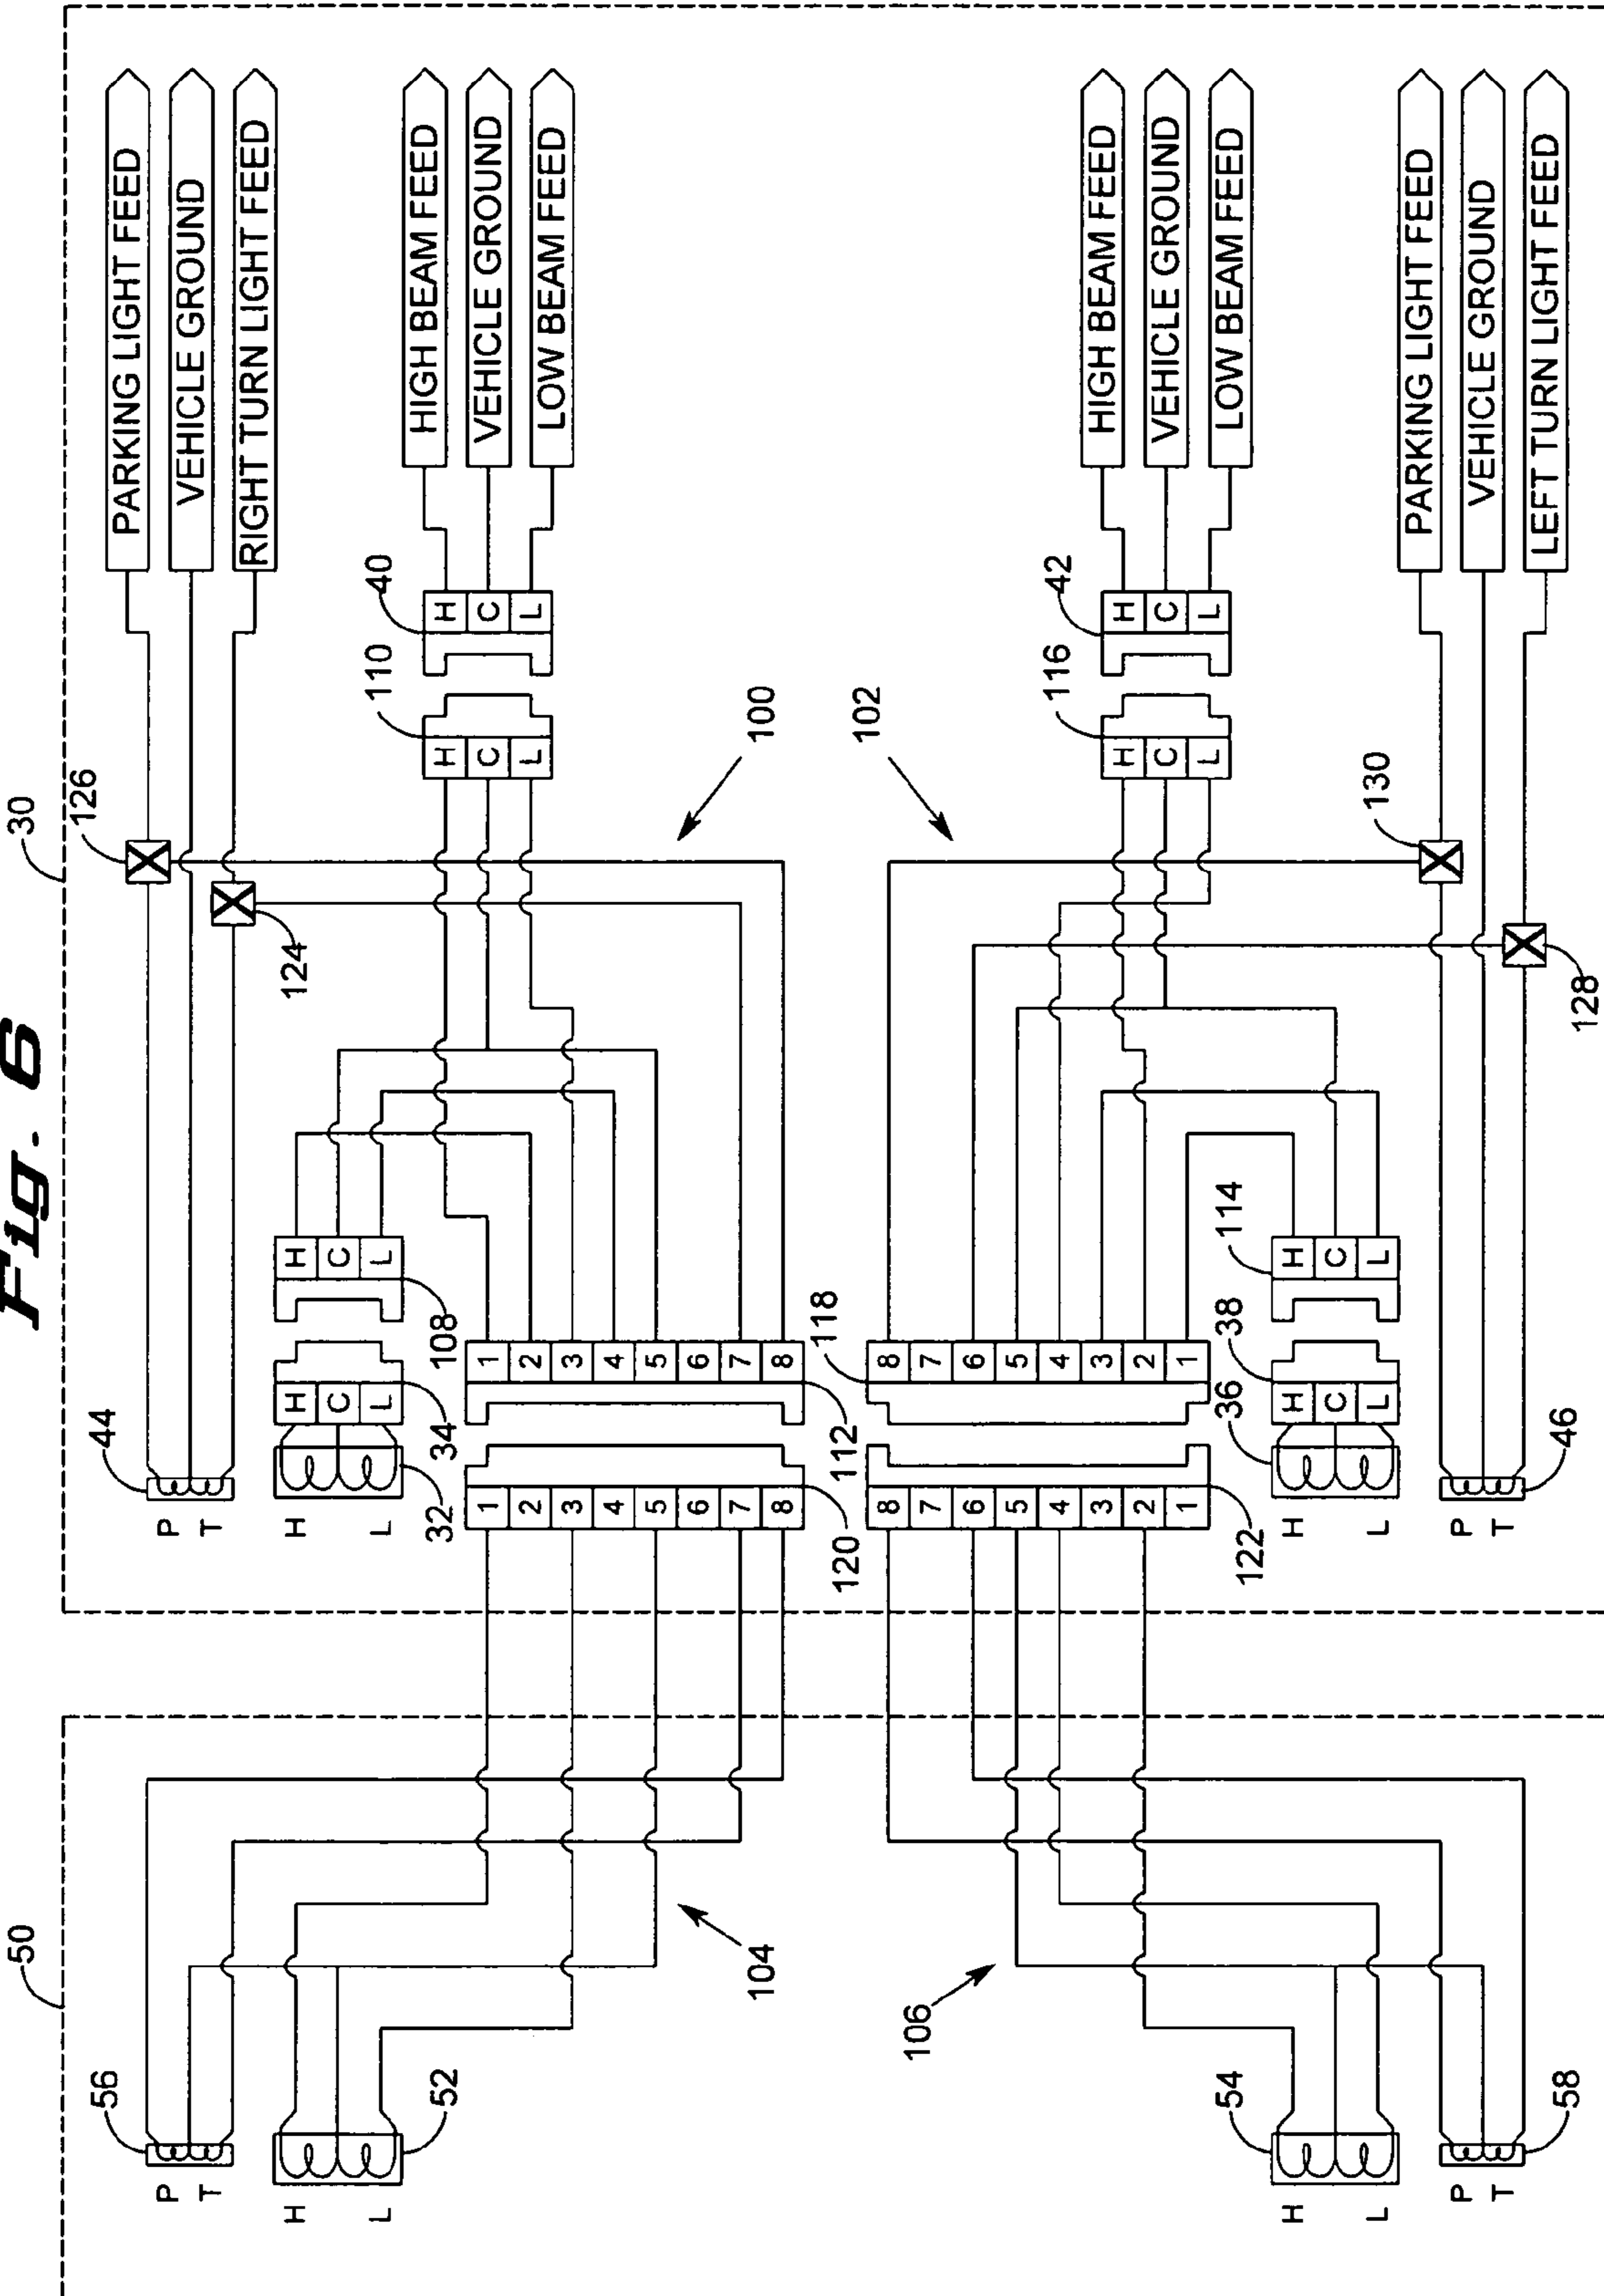 Fig. 6
30
50
PARKING LIGHT FEED
VEHICLE GROUND
RIGHT TURN LIGHT FEED
126
124
44
P
T
56
P
T
HIGH BEAM FEED
VEHICLE GROUND
LOW BEAM FEED
40
H
C
L
110
H
C
L
108
H
C
L
34
H
C
L
32
H
L
52
H
L
100
102
104
106
112
1
2
3
4
5
6
7
8
120
1
2
3
4
5
6
7
8
118
8
7
6
5
4
3
2
1
122
8
7
6
5
4
3
2
1
HIGH BEAM FEED
VEHICLE GROUND
LOW BEAM FEED
42
H
C
L
116
H
C
L
114
H
C
L
38
H
C
L
36
H
L
54
H
L
PARKING LIGHT FEED
VEHICLE GROUND
LEFT TURN LIGHT FEED
130
128
46
P
T
58
P
T